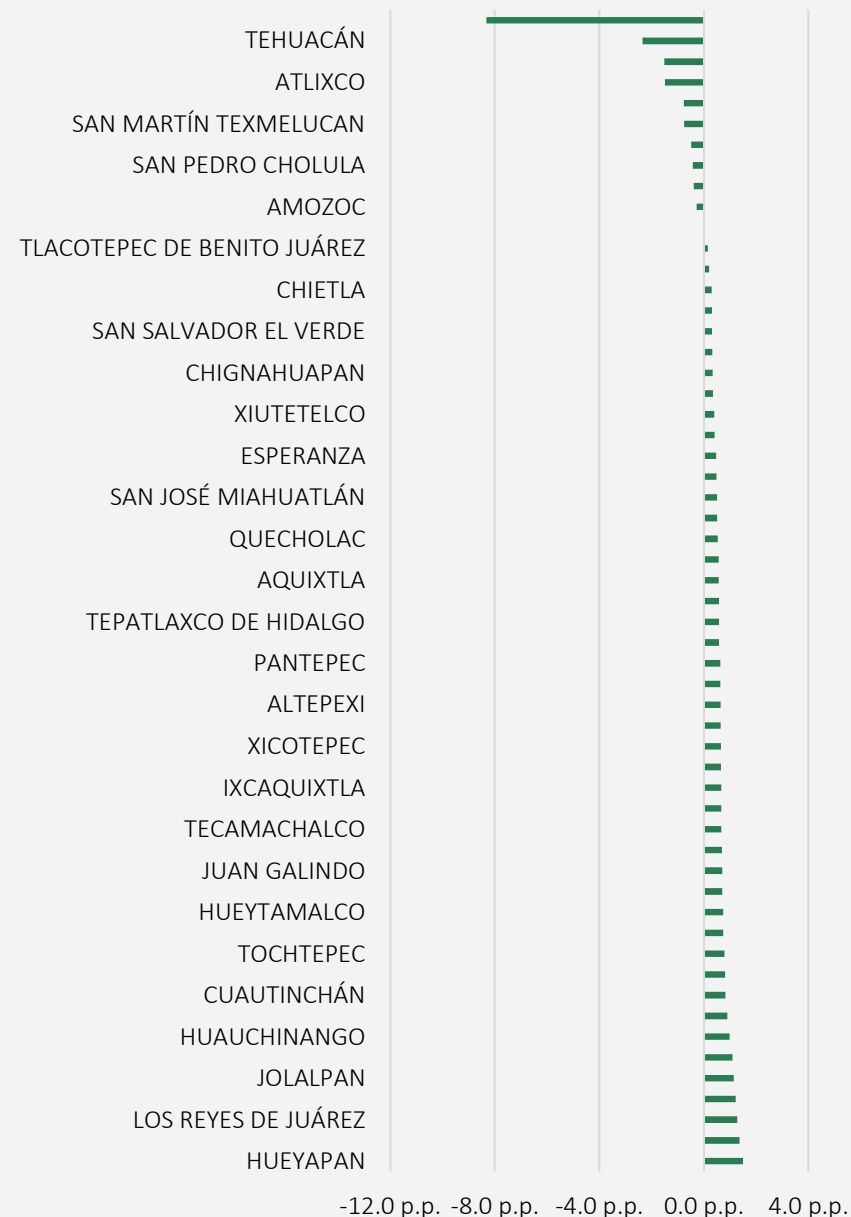 TEHUACÁN
ATLIXCO
SAN MARTÍN TEXMELUCAN
SAN PEDRO CHOLULA
AMOZOC
TLACOTEPEC DE BENITO JUÁREZ
CHIETLA
SAN SALVADOR EL VERDE
CHIGNAHUAPAN
XIUTETELCO
ESPERANZA
SAN JOSÉ MIAHUATLÁN
QUECHOLAC
AQUIXTLA
TEPATLAXCO DE HIDALGO
PANTEPEC
ALTEPEXI
XICOTEPEC
IXCAQUIXTLA
TECAMACHALCO
JUAN GALINDO
HUEYTAMALCO
TOCHTEPEC
CUAUTINCHÁN
HUAUCHINANGO
JOLALPAN
LOS REYES DE JUÁREZ
HUEYAPAN
-12.0 p.p. -8.0 p.p. -4.0 p.p. 0.0 p.p. 4.0 p.p.